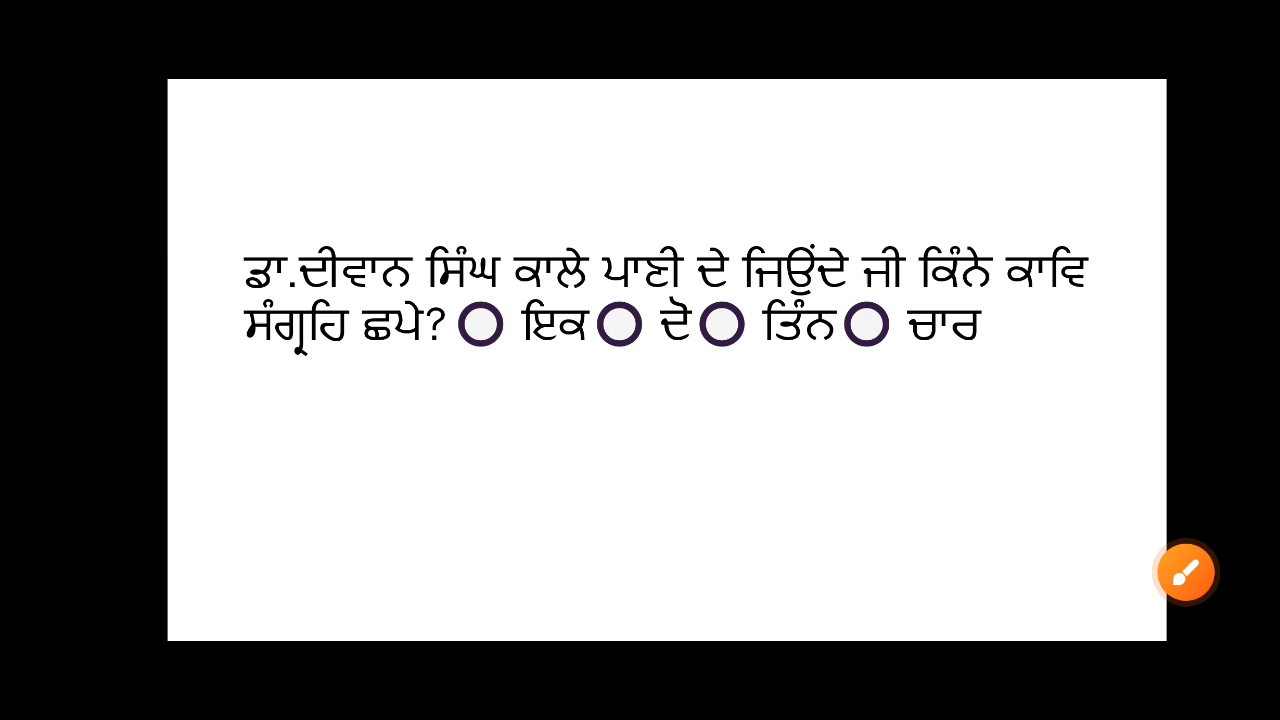 ਡਾ.ਦੀਵਾਨ ਸਿੰਘ ਕਾਲੇ ਪਾਣੀ ਦੇ ਜਿਉਂਦੇ ਜੀ ਕਿੰਨੇ ਕਾਵਿ
ਸੰਗ੍ਰਹਿ ਛਪੇ? ⭕ ਇਕ⭕ ਦੋ⭕ ਤਿੰਨ⭕ ਚਾਰ